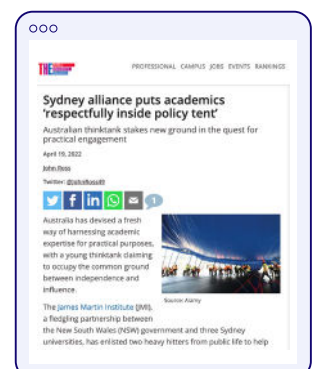 THE
PROFESSIONAL CAMPUS JOBS EVENTS RANKINGS
Sydney alliance puts academics
‘respectfully inside policy tent’
Australian thinktank stakes new ground in the quest for
practical engagement
April 19, 2022
John Ross
Twitter: @JohnRoss49
1
Australia has devised a fresh
way of harnessing academic
expertise for practical purposes,
with a young thinktank claiming
to occupy the common ground
between independence and
influence.
Source: Alamy
The James Martin Institute (JMI),
a fledgling partnership between
the New South Wales (NSW) government and three Sydney
universities, has enlisted two heavy hitters from public life to help